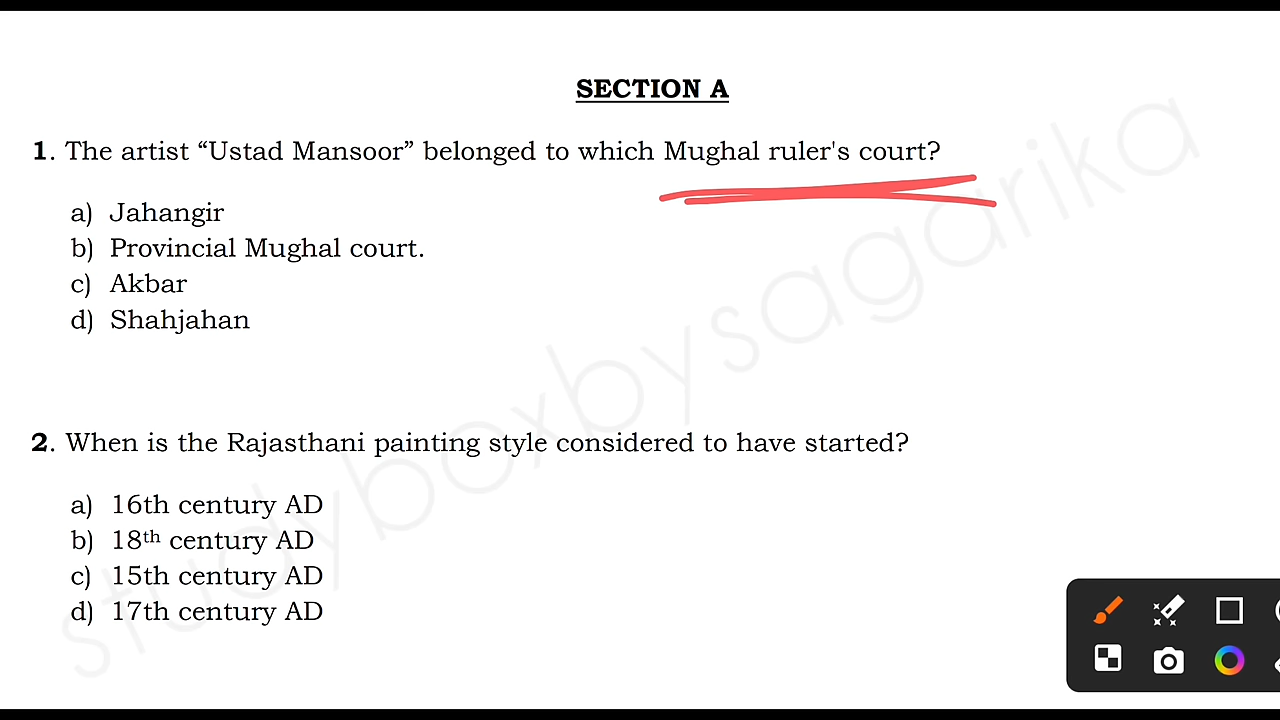 SECTION A
1. The artist “Ustad Mansoor” belonged to which Mughal ruler's court?
a) Jahangir
b) Provincial Mughal court.
c) Akbar
d) Shahjahan
studyboxbysagarika
2. When is the Rajasthani painting style considered to have started?
a) 16th century AD
b) 18th century AD
c) 15th century AD
d) 17th century AD